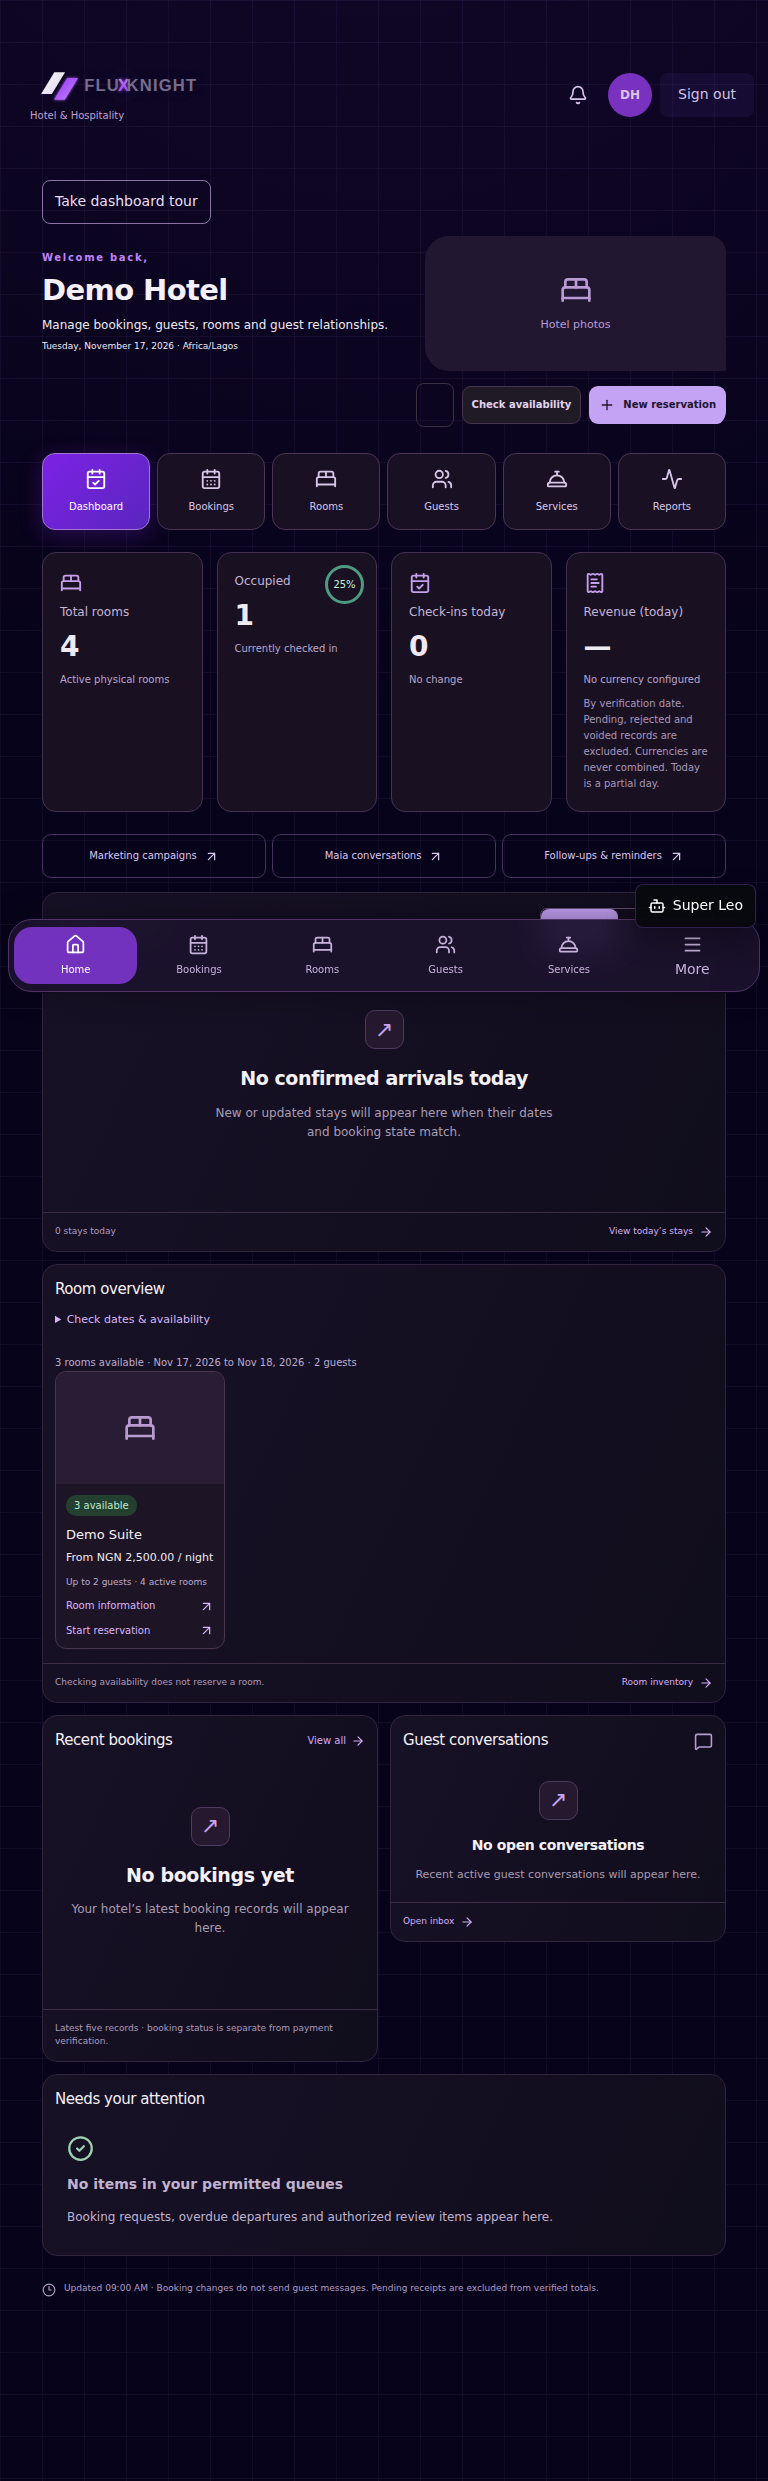 FLUXKNIGHT
Hotel & Hospitality
DH
Sign out
Take dashboard tour
Welcome back,
Demo Hotel
Manage bookings, guests, rooms and guest relationships.
Tuesday, November 17, 2026 · Africa/Lagos
Hotel photos
Check availability
New reservation
Dashboard
Bookings
Rooms
Guests
Services
Reports
Total rooms
4
Active physical rooms
Occupied
1
Currently checked in
25%
Check-ins today
0
No change
Revenue (today)
—
No currency configured
By verification date.
Pending, rejected and
voided records are
excluded. Currencies are
never combined. Today
is a partial day.
Marketing campaigns
Maia conversations
Follow-ups & reminders
Super Leo
Home
Bookings
Rooms
Guests
Services
More
No confirmed arrivals today
New or updated stays will appear here when their dates
and booking state match.
0 stays today
View today’s stays
Room overview
Check dates & availability
3 rooms available · Nov 17, 2026 to Nov 18, 2026 · 2 guests
3 available
Demo Suite
From NGN 2,500.00 / night
Up to 2 guests · 4 active rooms
Room information
Start reservation
Checking availability does not reserve a room.
Room inventory
Recent bookings
View all
No bookings yet
Your hotel’s latest booking records will appear
here.
Latest five records · booking status is separate from payment
verification.
Guest conversations
No open conversations
Recent active guest conversations will appear here.
Open inbox
Needs your attention
No items in your permitted queues
Booking requests, overdue departures and authorized review items appear here.
Updated 09:00 AM · Booking changes do not send guest messages. Pending receipts are excluded from verified totals.